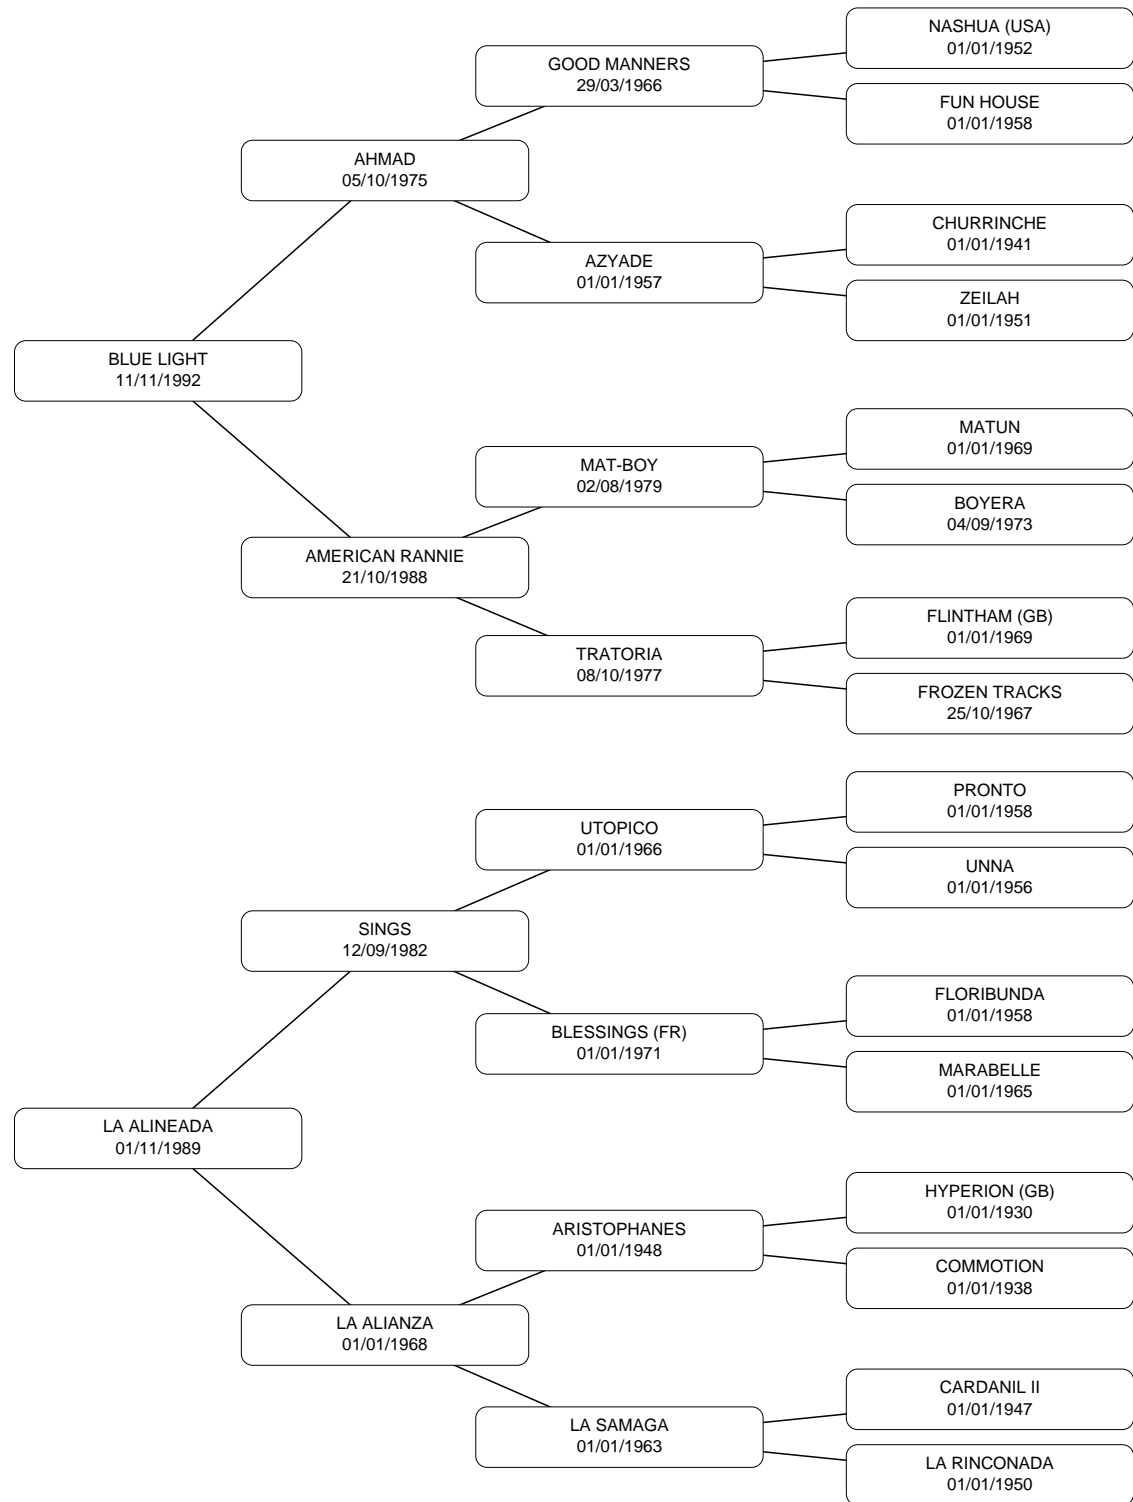 NASHUA (USA)
01/01/1952
GOOD MANNERS
29/03/1966
FUN HOUSE
01/01/1958
AHMAD
05/10/1975
CHURRINCHE
01/01/1941
AZYADE
01/01/1957
ZEILAH
01/01/1951
BLUE LIGHT
11/11/1992
MATUN
01/01/1969
MAT-BOY
02/08/1979
BOYERA
04/09/1973
AMERICAN RANNIE
21/10/1988
FLINTHAM (GB)
01/01/1969
TRATORIA
08/10/1977
FROZEN TRACKS
25/10/1967
PRONTO
01/01/1958
UTOPICO
01/01/1966
UNNA
01/01/1956
SINGS
12/09/1982
FLORIBUNDA
01/01/1958
BLESSINGS (FR)
01/01/1971
MARABELLE
01/01/1965
LA ALINEADA
01/11/1989
HYPERION (GB)
01/01/1930
ARISTOPHANES
01/01/1948
COMMOTION
01/01/1938
LA ALIANZA
01/01/1968
CARDANIL II
01/01/1947
LA SAMAGA
01/01/1963
LA RINCONADA
01/01/1950